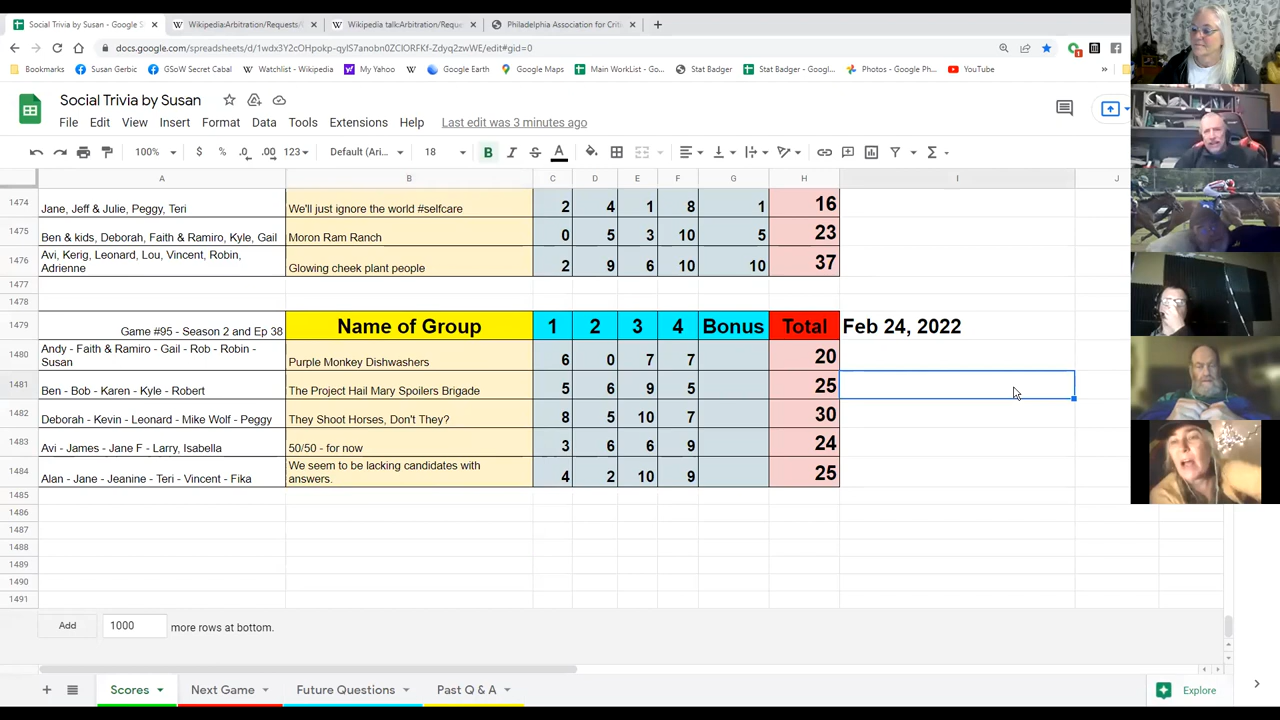 Social Trivia by Susan - Google S
Wikipedia:Arbitration/Requests/
Wikipedia talk:Arbitration/Reque
Philadelphia Association for Crit
docs.google.com/spreadsheets/d/1wdx3Y2cOHpokp-qyIS7anobn0ZClORFKf-Zdyq2zwWE/edit#gid=0
Bookmarks Susan Gerbic GSoW Secret Cabal Watchlist - Wikipedia My Yahoo Google Earth Google Maps Main WorkList - Go... Stat Badger Stat Badger - Googl... Photos - Google Ph... YouTube
Social Trivia by Susan
File Edit View Insert Format Data Tools Extensions Help Last edit was 3 minutes ago
100% $ % .0 .00 123 Default (Ari... 18 B I S A
A B C D E F G H I J
1474 Jane, Jeff & Julie, Peggy, Teri We'll just ignore the world #selfcare 2 4 1 8 1 16
1475 Ben & kids, Deborah, Faith & Ramiro, Kyle, Gail Moron Ram Ranch 0 5 3 10 5 23
1476 Avi, Kerig, Leonard, Lou, Vincent, Robin, Adrienne Glowing cheek plant people 2 9 6 10 10 37
1477
1478
1479 Game #95 - Season 2 and Ep 38 Name of Group 1 2 3 4 Bonus Total Feb 24, 2022
1480 Andy - Faith & Ramiro - Gail - Rob - Robin - Susan Purple Monkey Dishwashers 6 0 7 7 20
1481 Ben - Bob - Karen - Kyle - Robert The Project Hail Mary Spoilers Brigade 5 6 9 5 25
1482 Deborah - Kevin - Leonard - Mike Wolf - Peggy They Shoot Horses, Don't They? 8 5 10 7 30
1483 Avi - James - Jane F - Larry, Isabella 50/50 - for now 3 6 6 9 24
1484 Alan - Jane - Jeanine - Teri - Vincent - Fika We seem to be lacking candidates with answers. 4 2 10 9 25
1485
1486
1487
1488
1489
1490
1491
Add 1000 more rows at bottom.
Scores Next Game Future Questions Past Q & A Explore